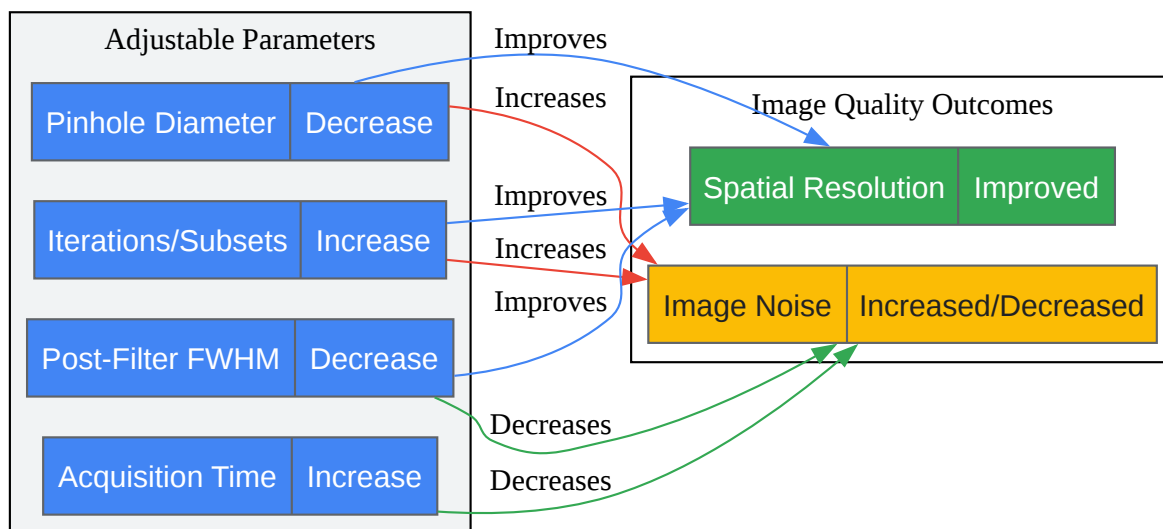 Adjustable Parameters
Pinhole Diameter Decrease
Iterations/Subsets Increase
Post-Filter FWHM Decrease
Acquisition Time Increase
Improves
Increases
Improves
Increases
Improves
Decreases
Decreases
Image Quality Outcomes
Spatial Resolution Improved
Image Noise Increased/Decreased